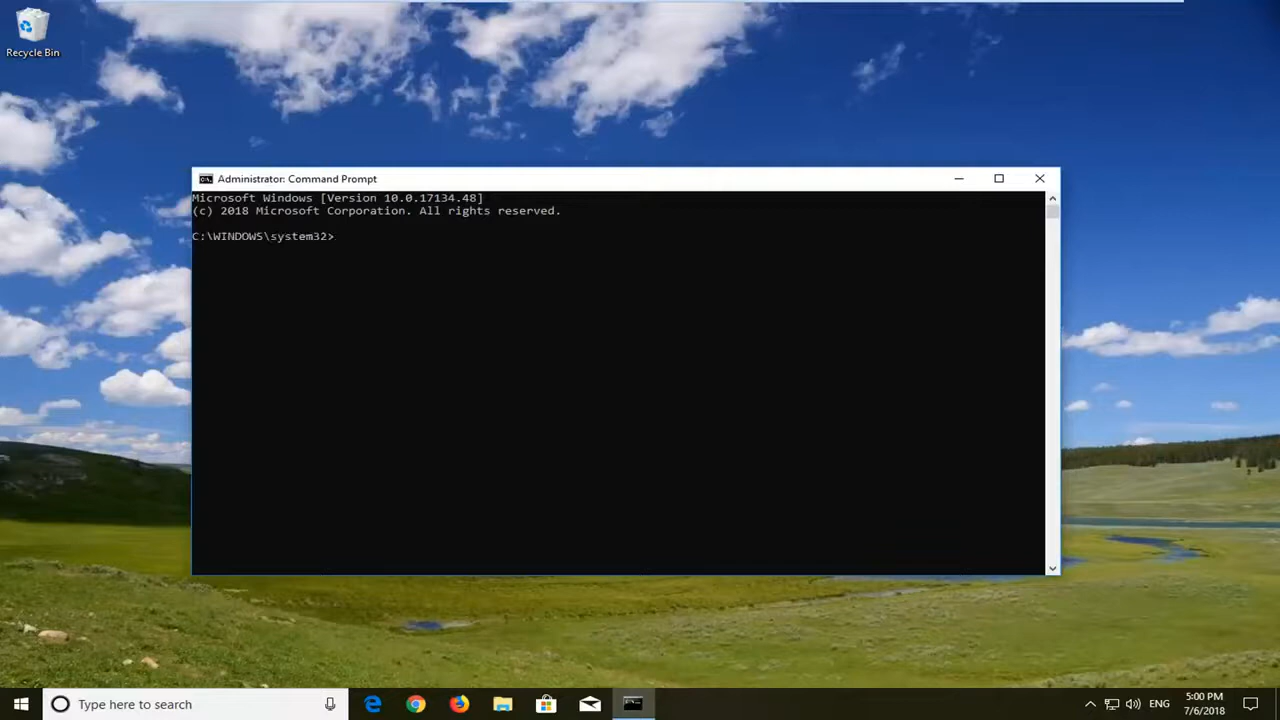 Recycle Bin
Administrator: Command Prompt
Microsoft Windows [Version 10.0.17134.48]
(c) 2018 Microsoft Corporation. All rights reserved.
C:\WINDOWS\system32>
Type here to search
ENG
5:00 PM
7/6/2018